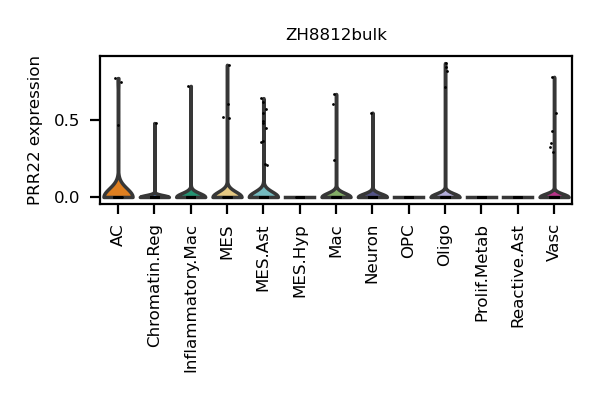 ZH8812bulk
PRR22 expression
0.5
0.0
AC
Chromatin.Reg
Inflammatory.Mac
MES
MES.Ast
MES.Hyp
Mac
Neuron
OPC
Oligo
Prolif.Metab
Reactive.Ast
Vasc